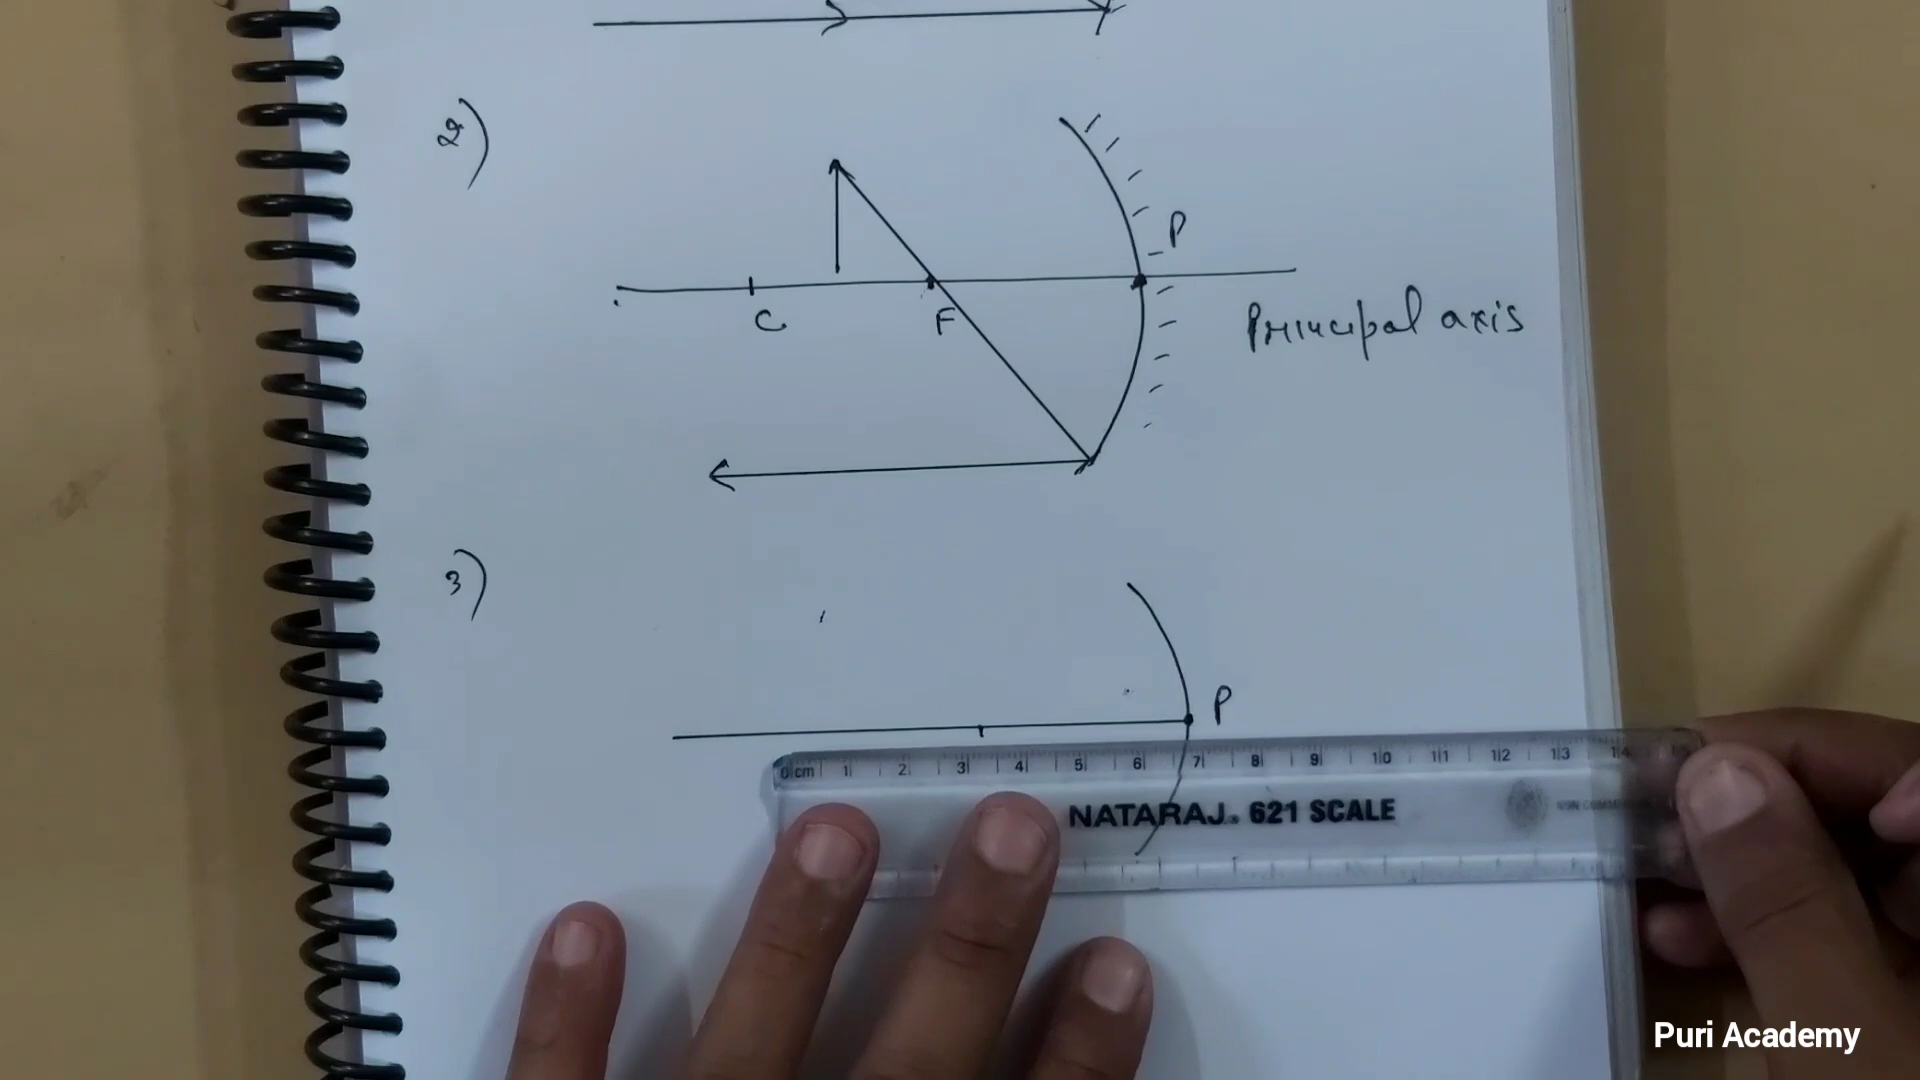 2)
P
C
F
Principal axis
3)
P
0 cm 1 2 3 4 5 6 7 8 9 10 11 12 13 14 15
NATARAJ® 621 SCALE
Puri Academy